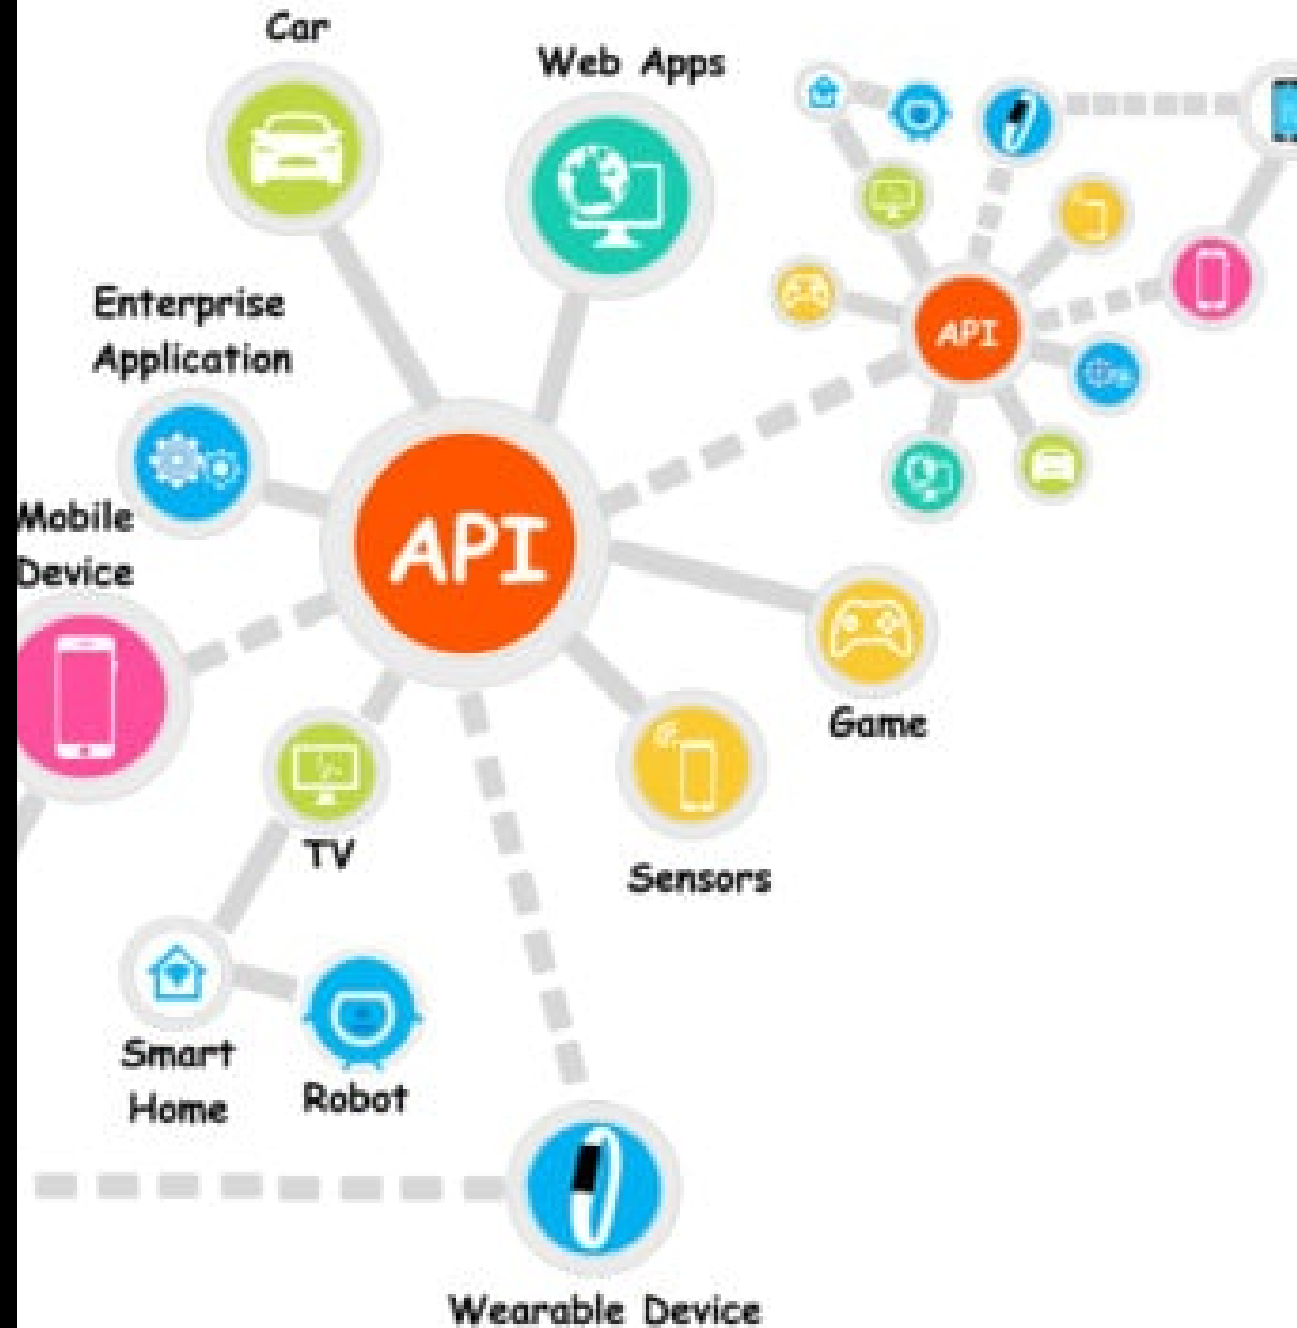 Car
Web Apps
Enterprise
Application
API
Mobile
Device
API
Game
TV
Sensors
Smart
Home
Robot
Wearable Device